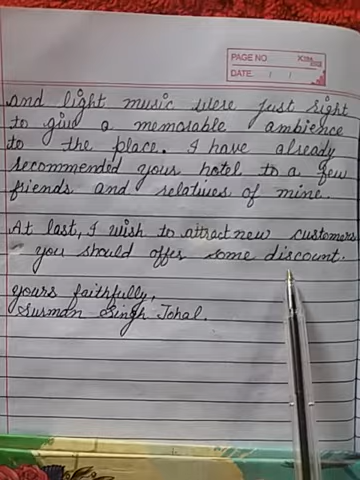 PAGE NO.
DATE. / /
and light music were just right
to give a memorable ambience
to the place. I have already
recommended your hotel to a few
friends and relatives of mine.
At last, I wish to attract new customers
you should offer some discount.
yours faithfully,
Singh Johal.